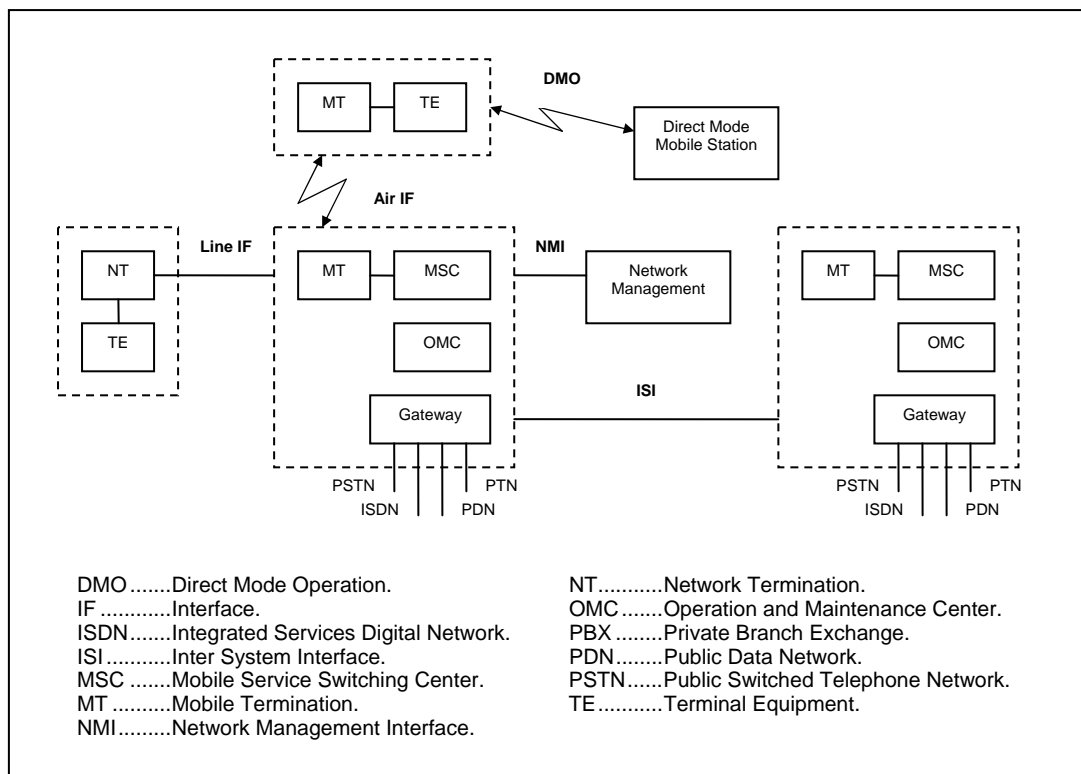 DMO
MT
TE
Direct Mode
Mobile Station
Air IF
Line IF
NMI
NT
MT
MSC
Network
Management
MT
MSC
TE
OMC
OMC
ISI
Gateway
Gateway
PSTN
PTN
PSTN
PTN
ISDN
PDN
ISDN
PDN
DMO .......Direct Mode Operation.
IF ............Interface.
ISDN.......Integrated Services Digital Network.
ISI ...........Inter System Interface.
MSC .......Mobile Service Switching Center.
MT ..........Mobile Termination.
NMI.........Network Management Interface.
NT...........Network Termination.
OMC .......Operation and Maintenance Center.
PBX ........Private Branch Exchange.
PDN........Public Data Network.
PSTN......Public Switched Telephone Network.
TE...........Terminal Equipment.